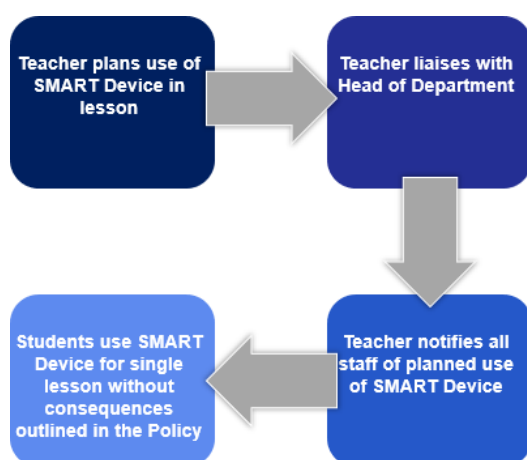 Teacher plans use of
SMART Device in
lesson
Teacher liaises with
Head of Department
Teacher notifies all
staff of planned use
of SMART Device
Students use SMART
Device for single
lesson without
consequences
outlined in the Policy